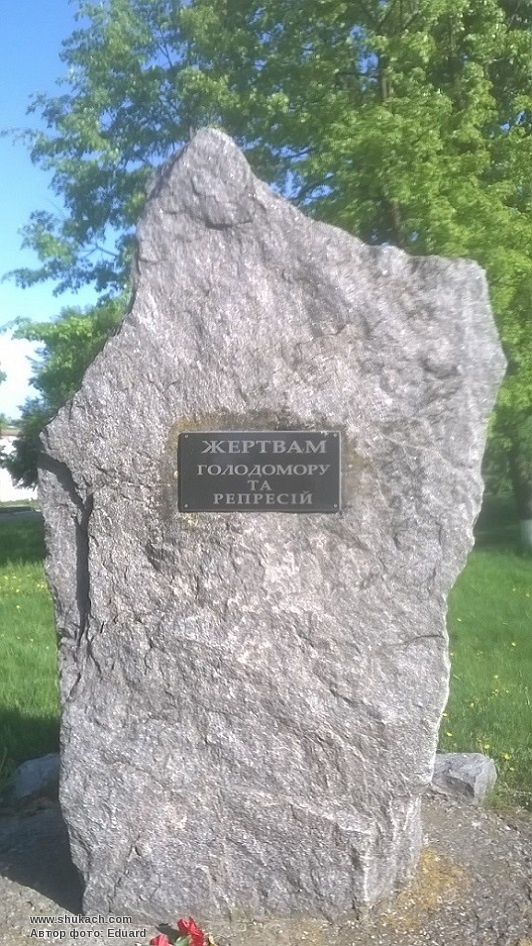 ЖЕРТВАМ
ГОЛОДОМОРУ
ТА
РЕПРЕСІЙ
www.shukach.com
Автор фото: Eduard